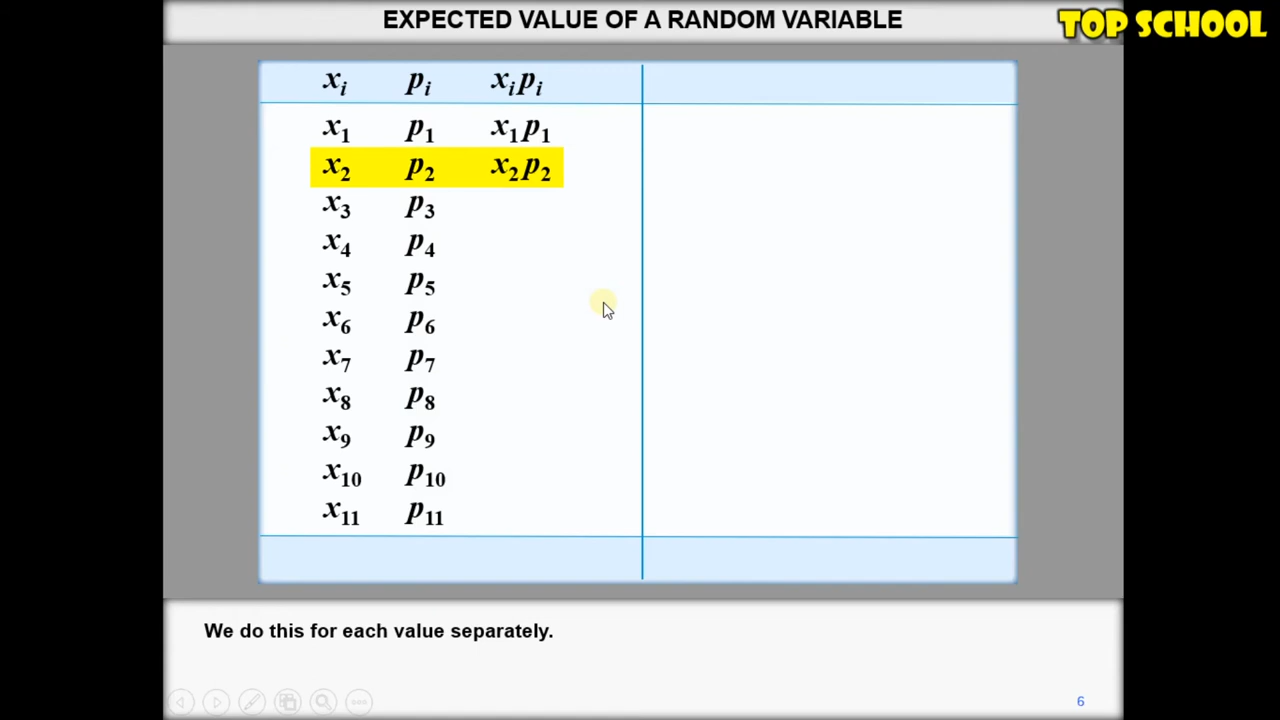 EXPECTED VALUE OF A RANDOM VARIABLE
TOP SCHOOL
xᵢ pᵢ xᵢpᵢ
x₁ p₁ x₁p₁
x₂ p₂ x₂p₂
x₃ p₃
x₄ p₄
x₅ p₅
x₆ p₆
x₇ p₇
x₈ p₈
x₉ p₉
x₁₀ p₁₀
x₁₁ p₁₁
We do this for each value separately.
6